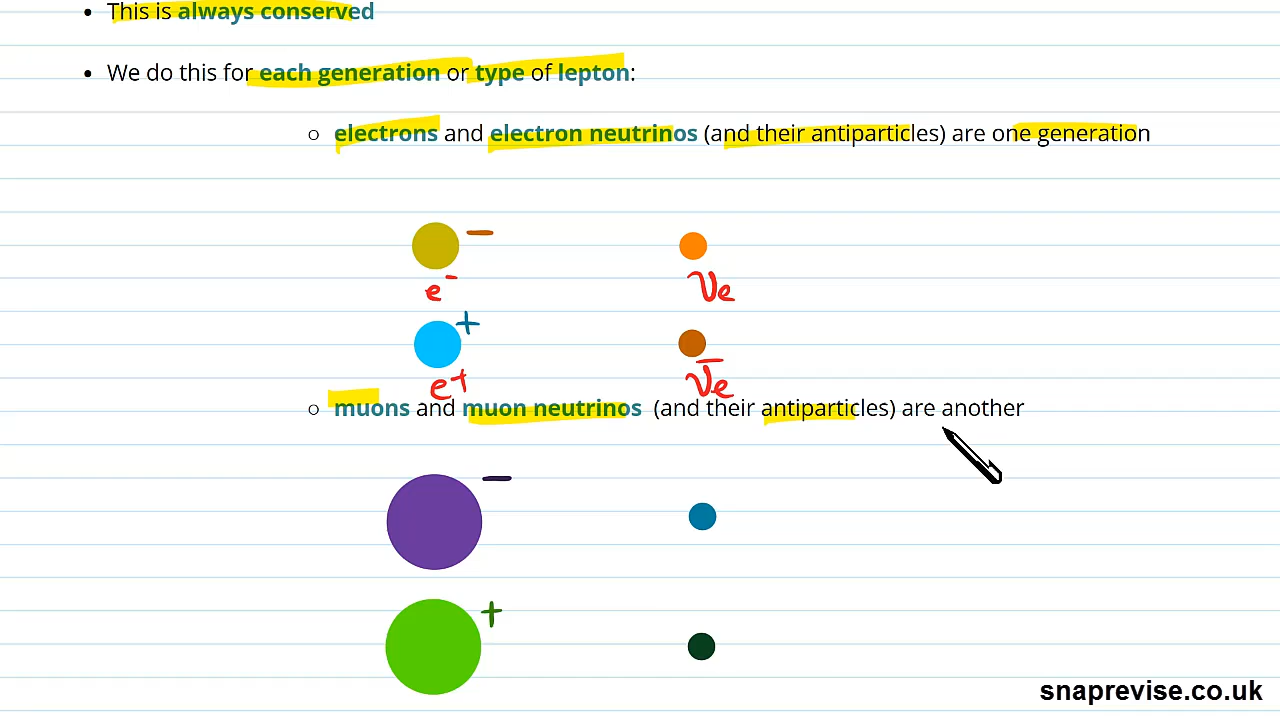 • This is always conserved
• We do this for each generation or type of lepton:
○ electrons and electron neutrinos (and their antiparticles) are one generation
−
e⁻ νe
+
e⁺ ν̅e
○ muons and muon neutrinos (and their antiparticles) are another
−
+
snaprevise.co.uk